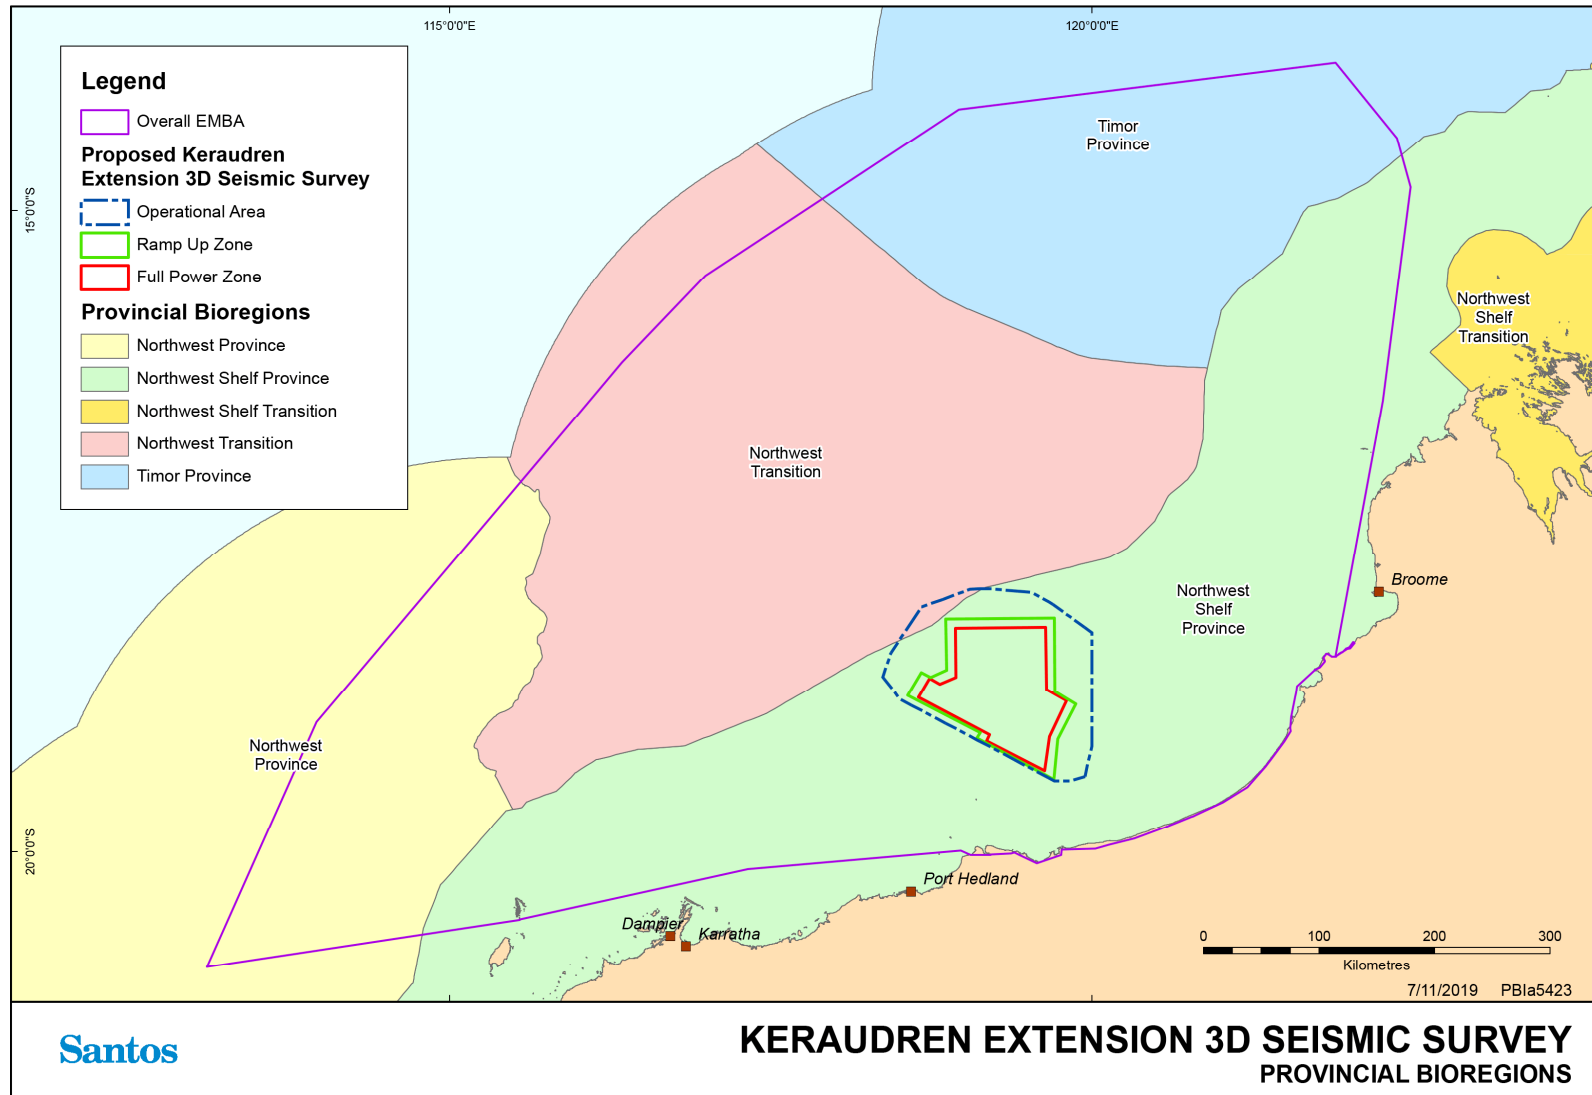 115°0'0"E
120°0'0"E
15°0'0"S
20°0'0"S
Legend
Overall EMBA
Proposed Keraudren
Extension 3D Seismic Survey
Operational Area
Ramp Up Zone
Full Power Zone
Provincial Bioregions
Northwest Province
Northwest Shelf Province
Northwest Shelf Transition
Northwest Transition
Timor Province
Timor
Province
Northwest
Shelf
Transition
Northwest
Transition
Northwest
Shelf
Province
Broome
Northwest
Province
Port Hedland
Dampier
Karratha
0 100 200 300
Kilometres
7/11/2019 PBIa5423
Santos
KERAUDREN EXTENSION 3D SEISMIC SURVEY
PROVINCIAL BIOREGIONS